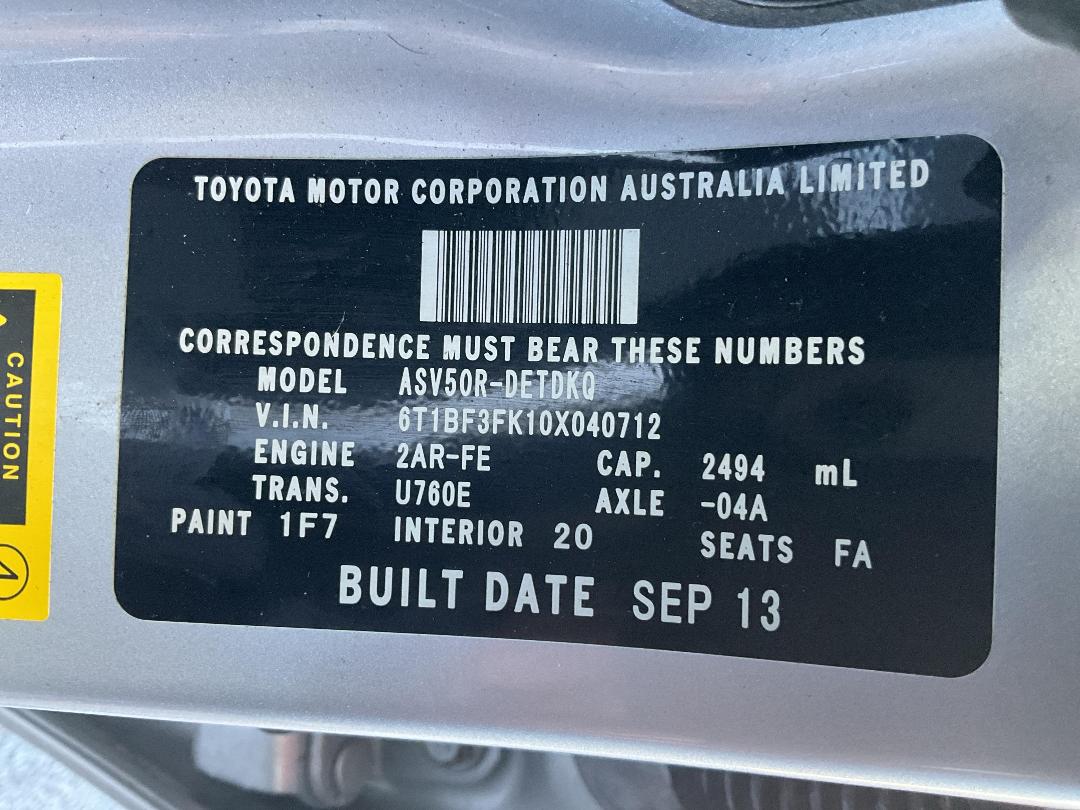 TOYOTA MOTOR CORPORATION AUSTRALIA LIMITED
CORRESPONDENCE MUST BEAR THESE NUMBERS
MODEL ASV50R-DETDKQ
V.I.N. 6T1BF3FK10X040712
ENGINE 2AR-FE CAP. 2494 mL
TRANS. U760E AXLE -04A
PAINT 1F7 INTERIOR 20 SEATS FA
BUILT DATE SEP 13
CAUTION